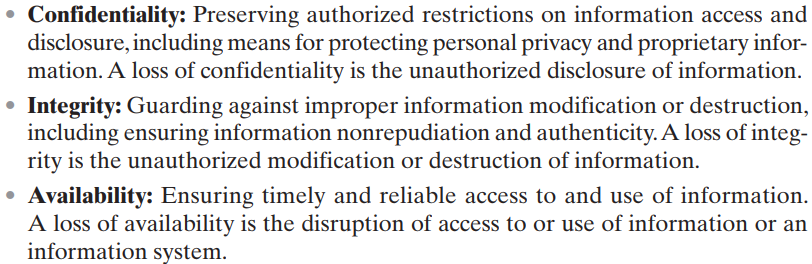 • Confidentiality: Preserving authorized restrictions on information access and
disclosure, including means for protecting personal privacy and proprietary infor-
mation. A loss of confidentiality is the unauthorized disclosure of information.
• Integrity: Guarding against improper information modification or destruction,
including ensuring information nonrepudiation and authenticity. A loss of integ-
rity is the unauthorized modification or destruction of information.
• Availability: Ensuring timely and reliable access to and use of information.
A loss of availability is the disruption of access to or use of information or an
information system.